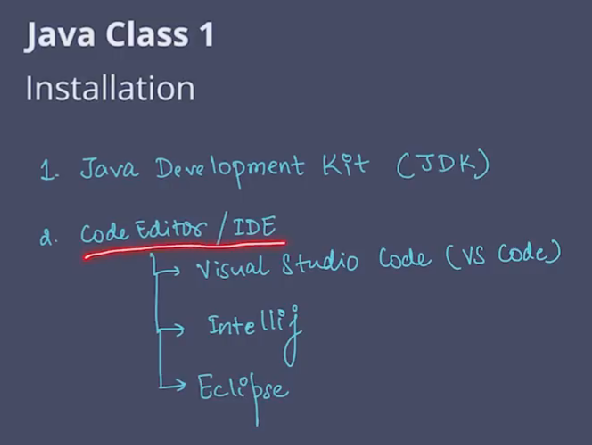 Java Class 1
Installation
1. Java Development Kit (JDK)
2. Code Editor / IDE
Visual Studio Code (VS Code)
Intellij
Eclipse